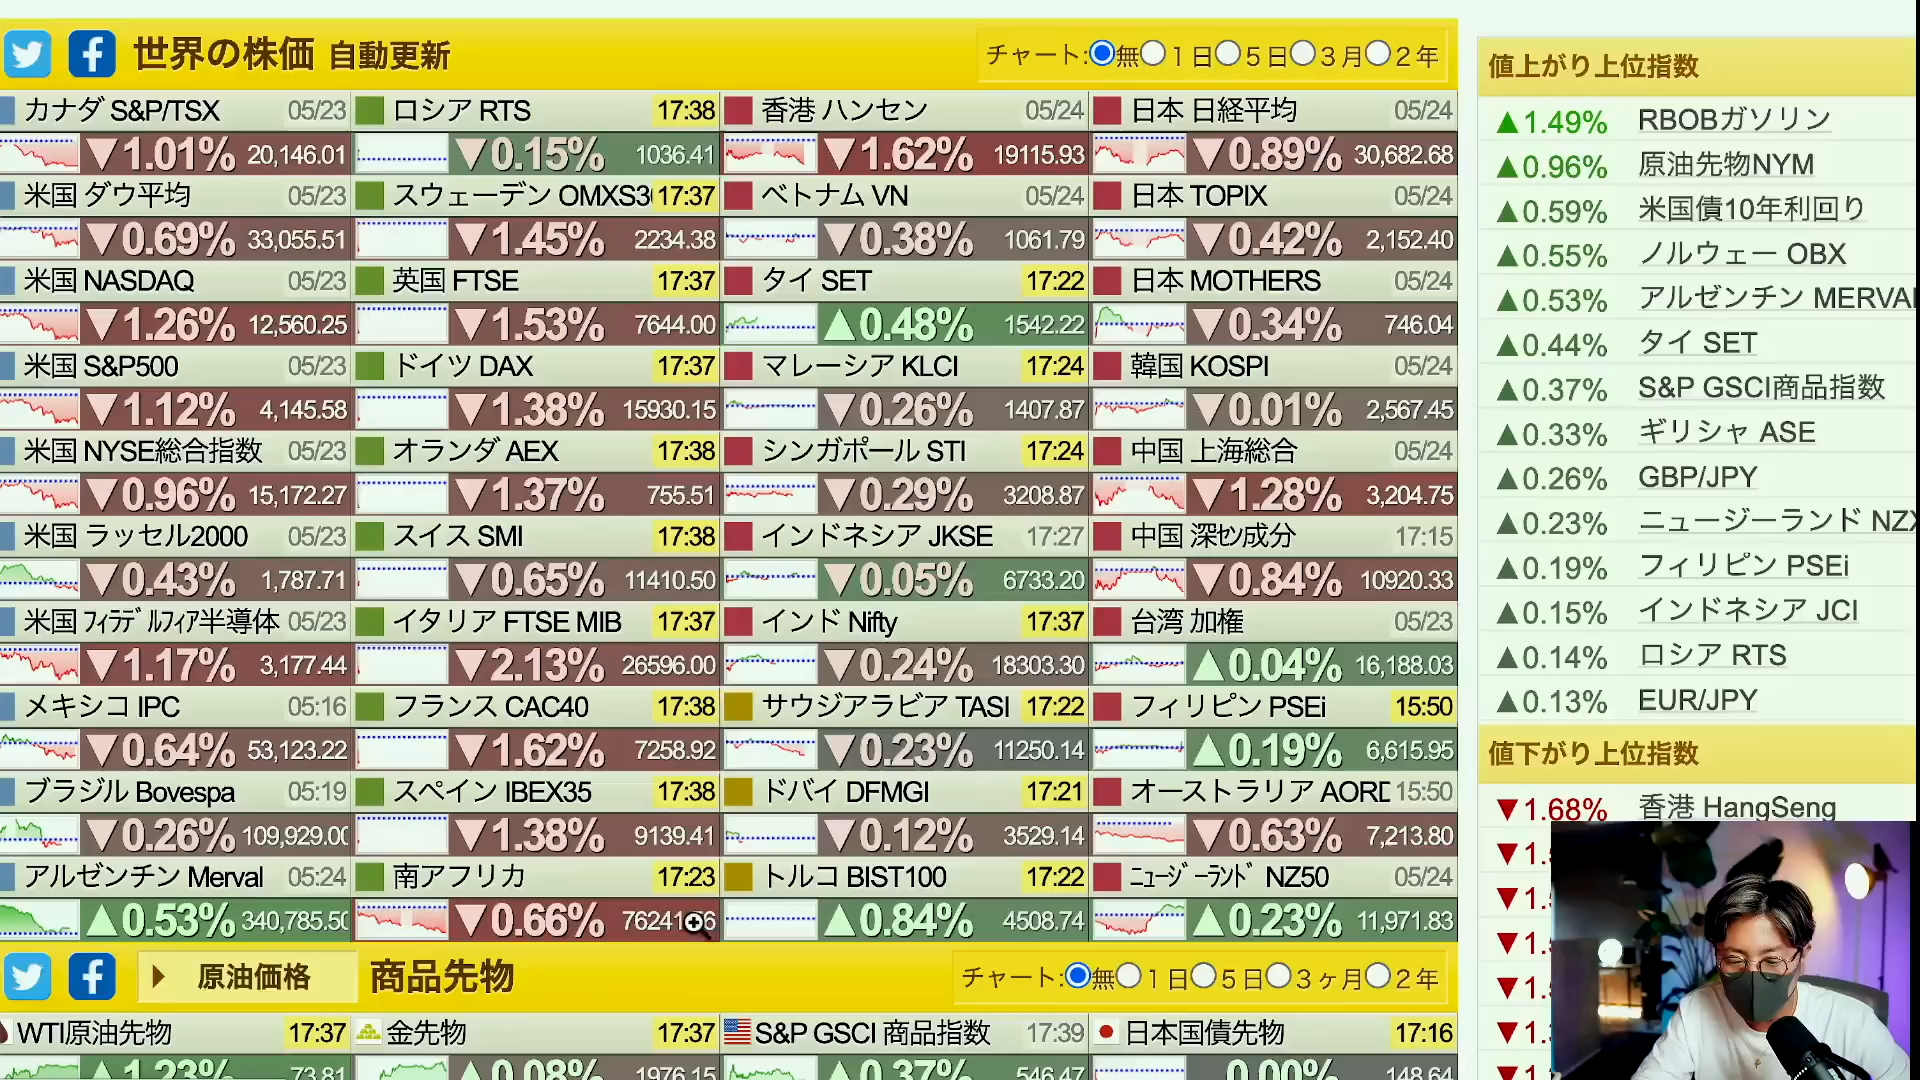 世界の株価 自動更新
チャート: 無 1日 5日 3月 2年
カナダ S&P/TSX 05/23 ロシア RTS 17:38 香港 ハンセン 05/24 日本 日経平均 05/24
▼1.01% 20,146.01 ▼0.15% 1036.41 ▼1.62% 19115.93 ▼0.89% 30,682.68
米国 ダウ平均 05/23 スウェーデン OMXS3 17:37 ベトナム VN 05/24 日本 TOPIX 05/24
▼0.69% 33,055.51 ▼1.45% 2234.38 ▼0.38% 1061.79 ▼0.42% 2,152.40
米国 NASDAQ 05/23 英国 FTSE 17:37 タイ SET 17:22 日本 MOTHERS 05/24
▼1.26% 12,560.25 ▼1.53% 7644.00 ▲0.48% 1542.22 ▼0.34% 746.04
米国 S&P500 05/23 ドイツ DAX 17:37 マレーシア KLCI 17:24 韓国 KOSPI 05/24
▼1.12% 4,145.58 ▼1.38% 15930.15 ▼0.26% 1407.87 ▼0.01% 2,567.45
米国 NYSE総合指数 05/23 オランダ AEX 17:38 シンガポール STI 17:24 中国 上海総合 05/24
▼0.96% 15,172.27 ▼1.37% 755.51 ▼0.29% 3208.87 ▼1.28% 3,204.75
米国 ラッセル2000 05/23 スイス SMI 17:38 インドネシア JKSE 17:27 中国 深ｾﾝ成分 17:15
▼0.43% 1,787.71 ▼0.65% 11410.50 ▼0.05% 6733.20 ▼0.84% 10920.33
米国 ﾌｨﾗﾃﾞﾙﾌｨｱ半導体 05/23 イタリア FTSE MIB 17:37 インド Nifty 17:37 台湾 加権 05/23
▼1.17% 3,177.44 ▼2.13% 26596.00 ▼0.24% 18303.30 ▲0.04% 16,188.03
メキシコ IPC 05:16 フランス CAC40 17:38 サウジアラビア TASI 17:22 フィリピン PSEi 15:50
▼0.64% 53,123.22 ▼1.62% 7258.92 ▼0.23% 11250.14 ▲0.19% 6,615.95
ブラジル Bovespa 05:19 スペイン IBEX35 17:38 ドバイ DFMGI 17:21 オーストラリア AORD 15:50
▼0.26% 109,929.00 ▼1.38% 9139.41 ▼0.12% 3529.14 ▼0.63% 7,213.80
アルゼンチン Merval 05:24 南アフリカ 17:23 トルコ BIST100 17:22 ﾆｭｰｼﾞｰﾗﾝﾄﾞ NZ50 05/24
▲0.53% 340,785.50 ▼0.66% ▲0.84% 4508.74 ▲0.23% 11,971.83
原油価格 商品先物
チャート: 無 1日 5日 3ヶ月 2年
WTI原油先物 17:37 金先物 17:37 S&P GSCI 商品指数 17:39 日本国債先物 17:16
▲1.23% 73.81 ▲0.08% 1976.15 ▲0.37% 546.47 0.00% 148.64
値上がり上位指数
▲1.49% RBOBガソリン
▲0.96% 原油先物NYM
▲0.59% 米国債10年利回り
▲0.55% ノルウェー OBX
▲0.53% アルゼンチン MERVAL
▲0.44% タイ SET
▲0.37% S&P GSCI商品指数
▲0.33% ギリシャ ASE
▲0.26% GBP/JPY
▲0.23% ニュージーランド NZX
▲0.19% フィリピン PSEi
▲0.15% インドネシア JCI
▲0.14% ロシア RTS
▲0.13% EUR/JPY
値下がり上位指数
▼1.68% 香港 HangSeng
▼1.
▼1.
▼1.
▼1.
▼1.
▼1.